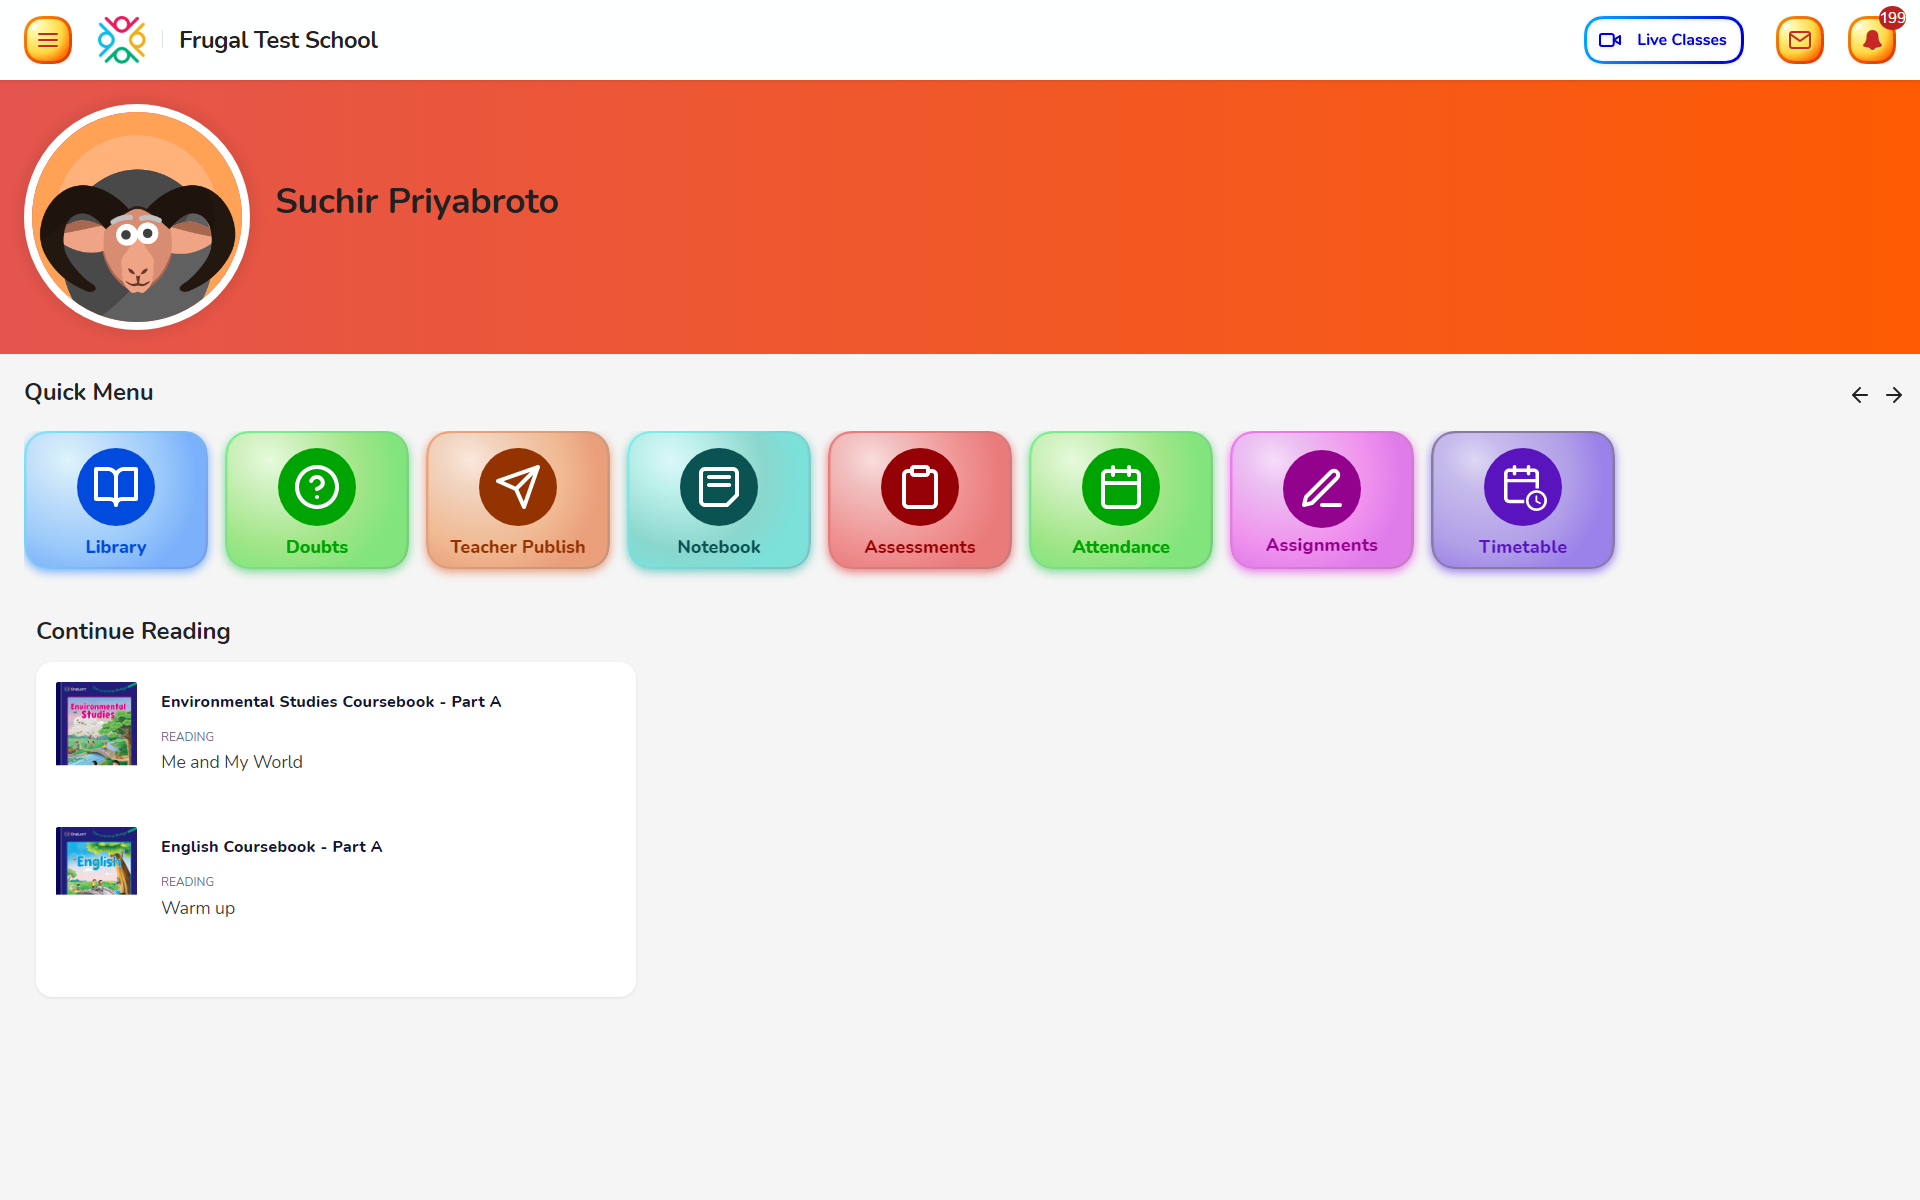 Frugal Test School
Live Classes
199
Suchir Priyabroto
Quick Menu
Library
Doubts
Teacher Publish
Notebook
Assessments
Attendance
Assignments
Timetable
Continue Reading
Environmental
Studies
Environmental Studies Coursebook - Part A
READING
Me and My World
English
English Coursebook - Part A
READING
Warm up